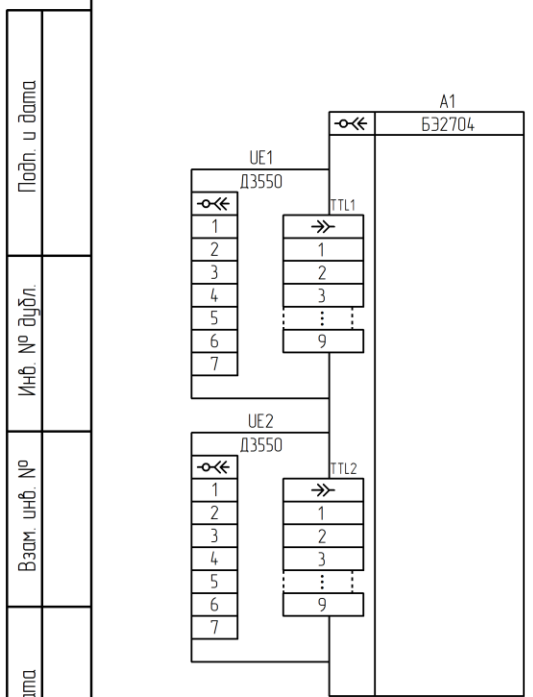 Подп. и дата
Инв. № дубл.
Взам. инв. №
дата
A1
БЭ2704
UE1
Д3550
1
2
3
4
5
6
7
TTL1
1
2
3
9
UE2
Д3550
1
2
3
4
5
6
7
TTL2
1
2
3
9